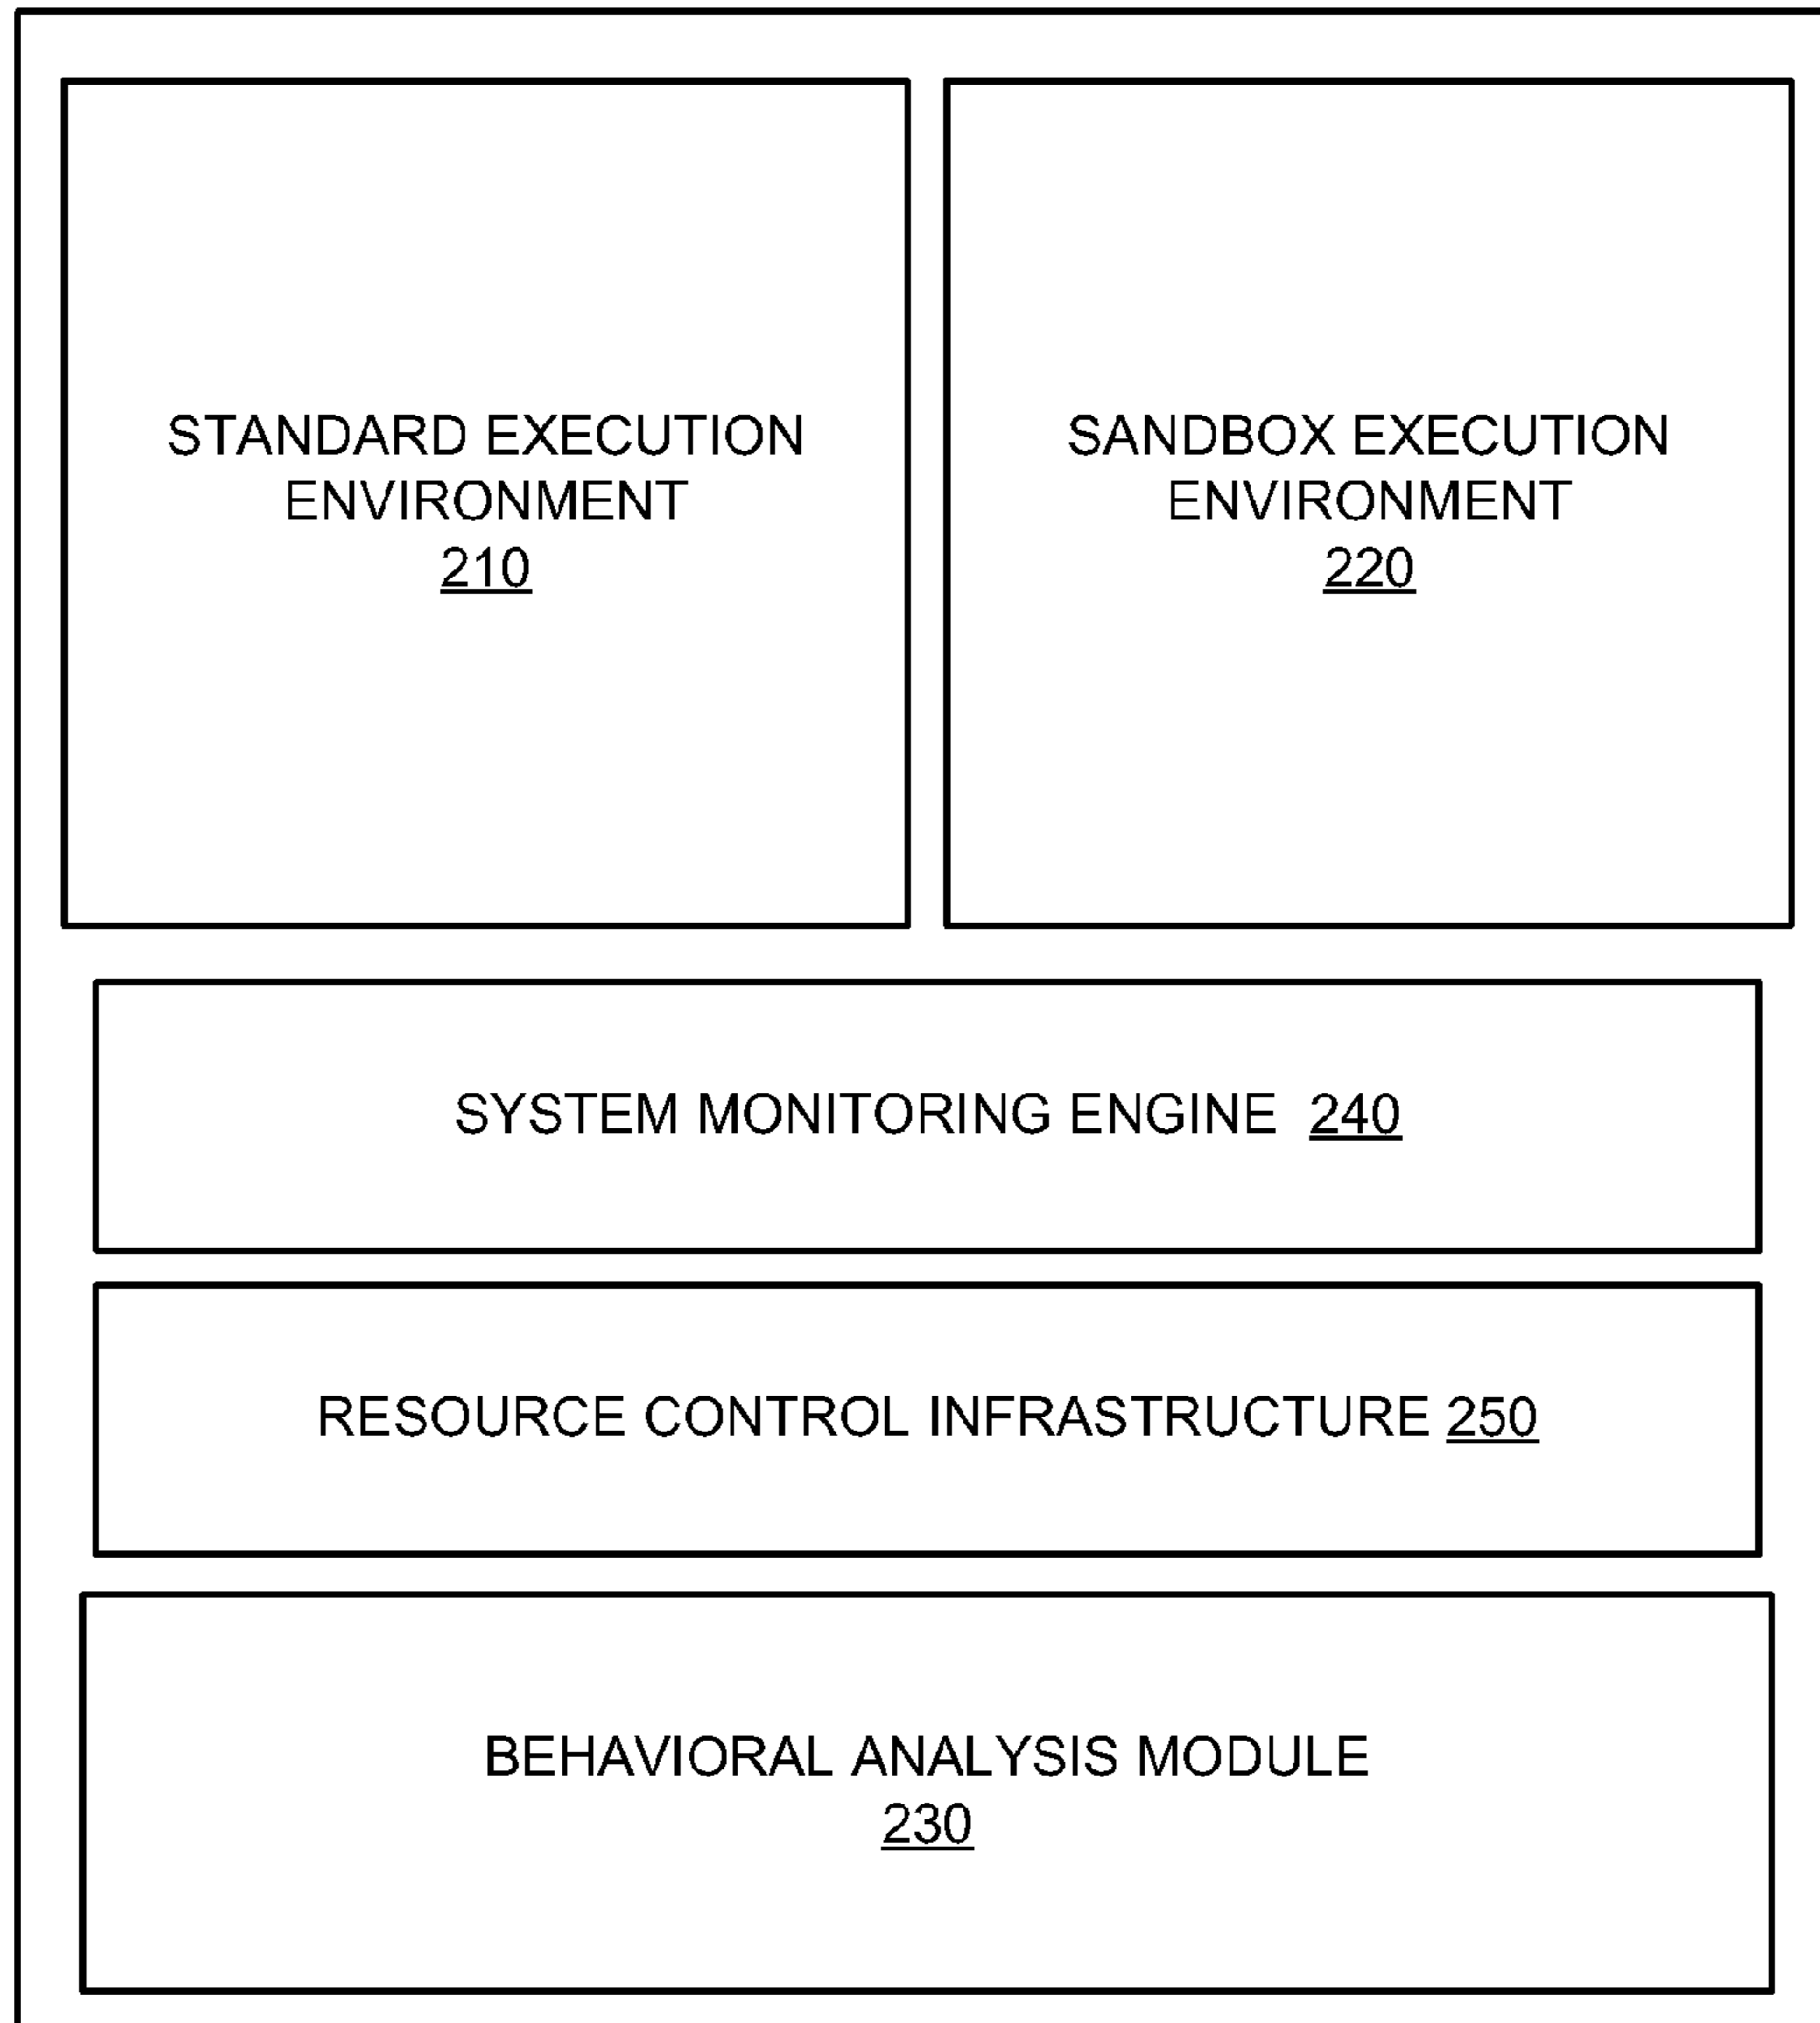 STANDARD EXECUTION
ENVIRONMENT
210
SANDBOX EXECUTION
ENVIRONMENT
220
SYSTEM MONITORING ENGINE 240
RESOURCE CONTROL INFRASTRUCTURE 250
BEHAVIORAL ANALYSIS MODULE
230